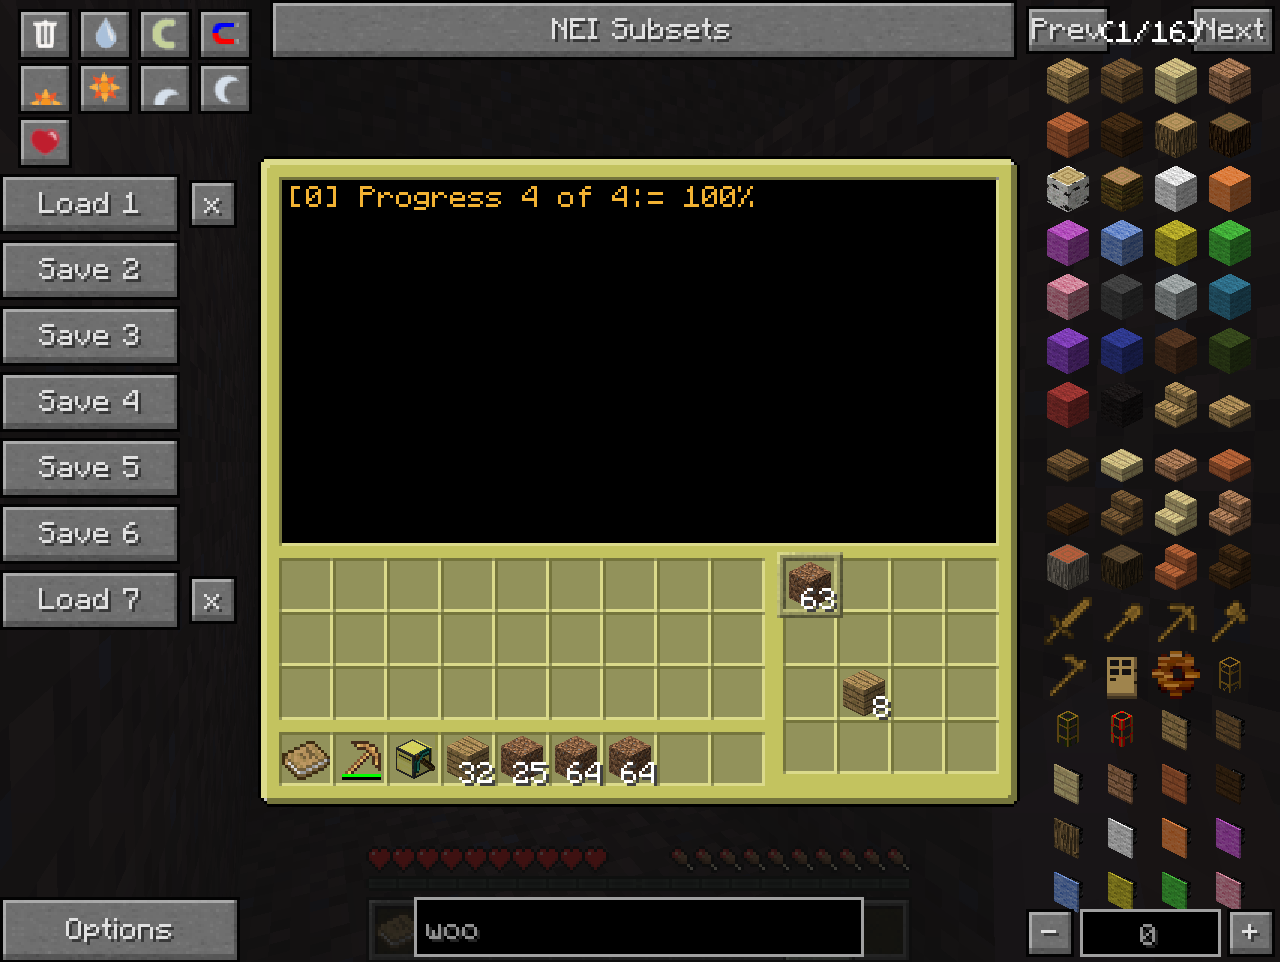 NEI Subsets
Prev (1/16) Next
Load 1 x
Save 2
Save 3
Save 4
Save 5
Save 6
Load 7 x
[0] Progress 4 of 4:= 100%
63
8
32 25 64 64
Options
woo
- 0 +